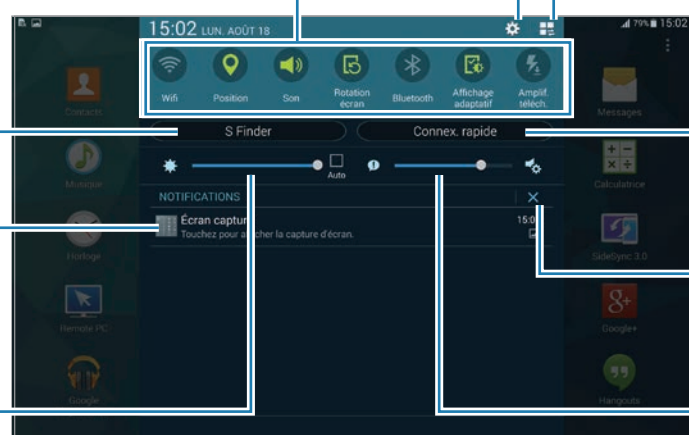 15:02 LUN. AOÛT 18
79% 15:02
Wifi
Position
Son
Rotation écran
Bluetooth
Affichage adaptatif
Amplif. téléch.
S Finder
Connex. rapide
Auto
NOTIFICATIONS
Écran capturé
15:0
Touchez pour afficher la capture d'écran.
Contacts
Musique
Horloge
Remote PC
Google
Messages
Calculatrice
SideSync 3.0
Google+
Hangouts